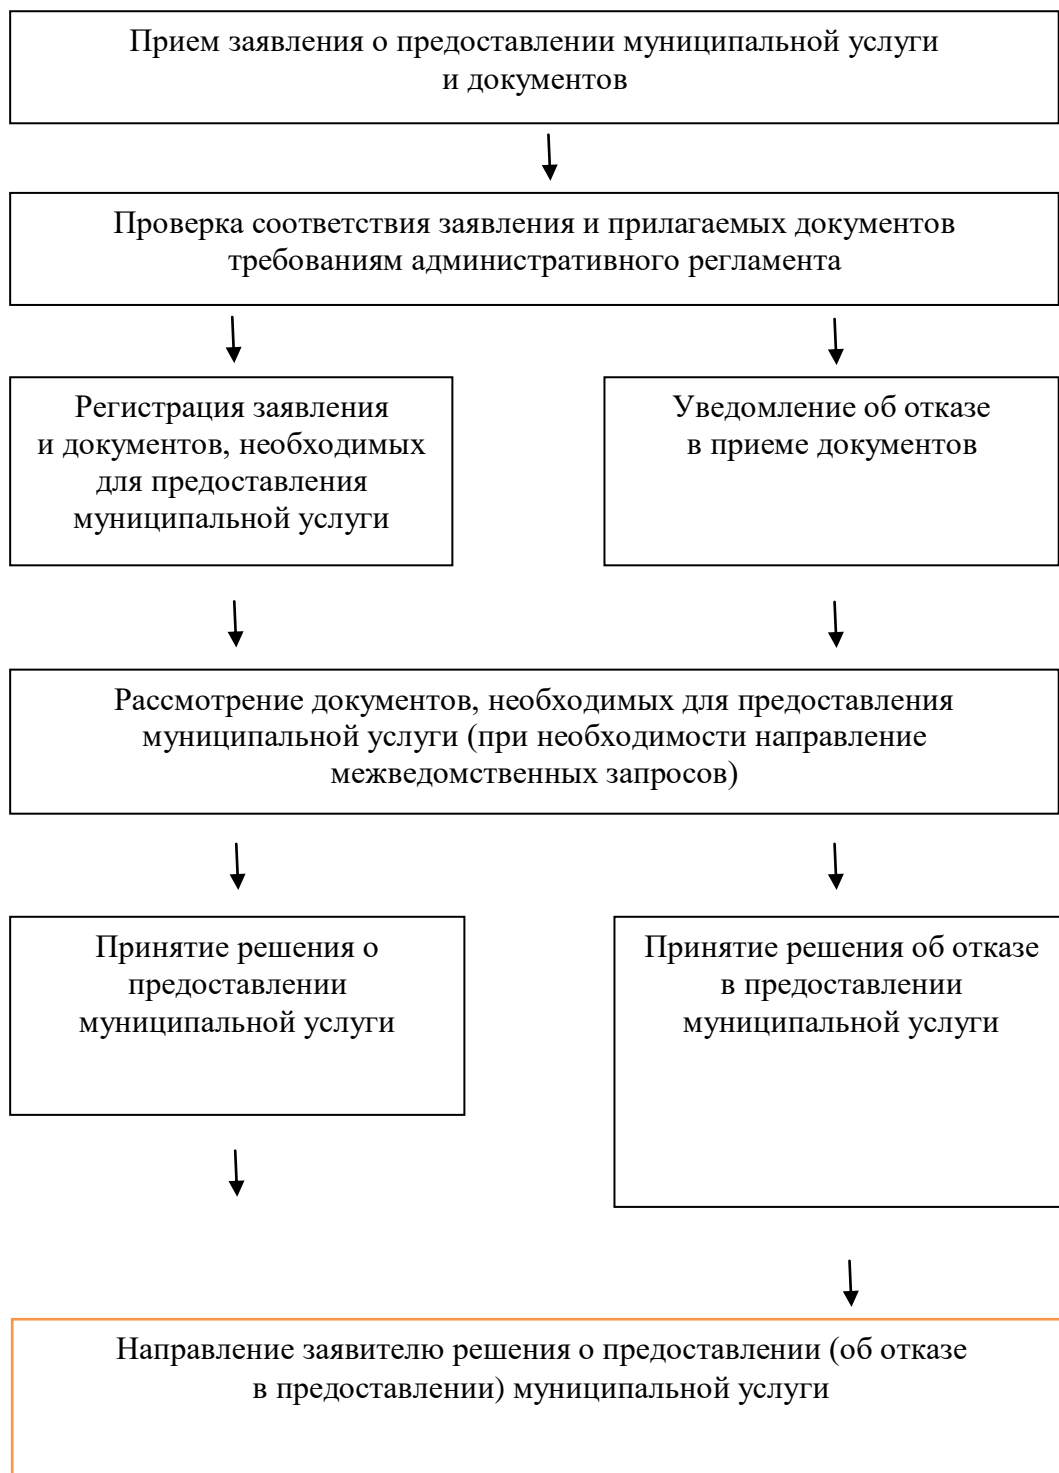 Прием заявления о предоставлении муниципальной услуги
и документов
Проверка соответствия заявления и прилагаемых документов
требованиям административного регламента
Регистрация заявления
и документов, необходимых
для предоставления
муниципальной услуги
Уведомление об отказе
в приеме документов
Рассмотрение документов, необходимых для предоставления
муниципальной услуги (при необходимости направление
межведомственных запросов)
Принятие решения о
предоставлении
муниципальной услуги
Принятие решения об отказе
в предоставлении
муниципальной услуги
Направление заявителю решения о предоставлении (об отказе
в предоставлении) муниципальной услуги